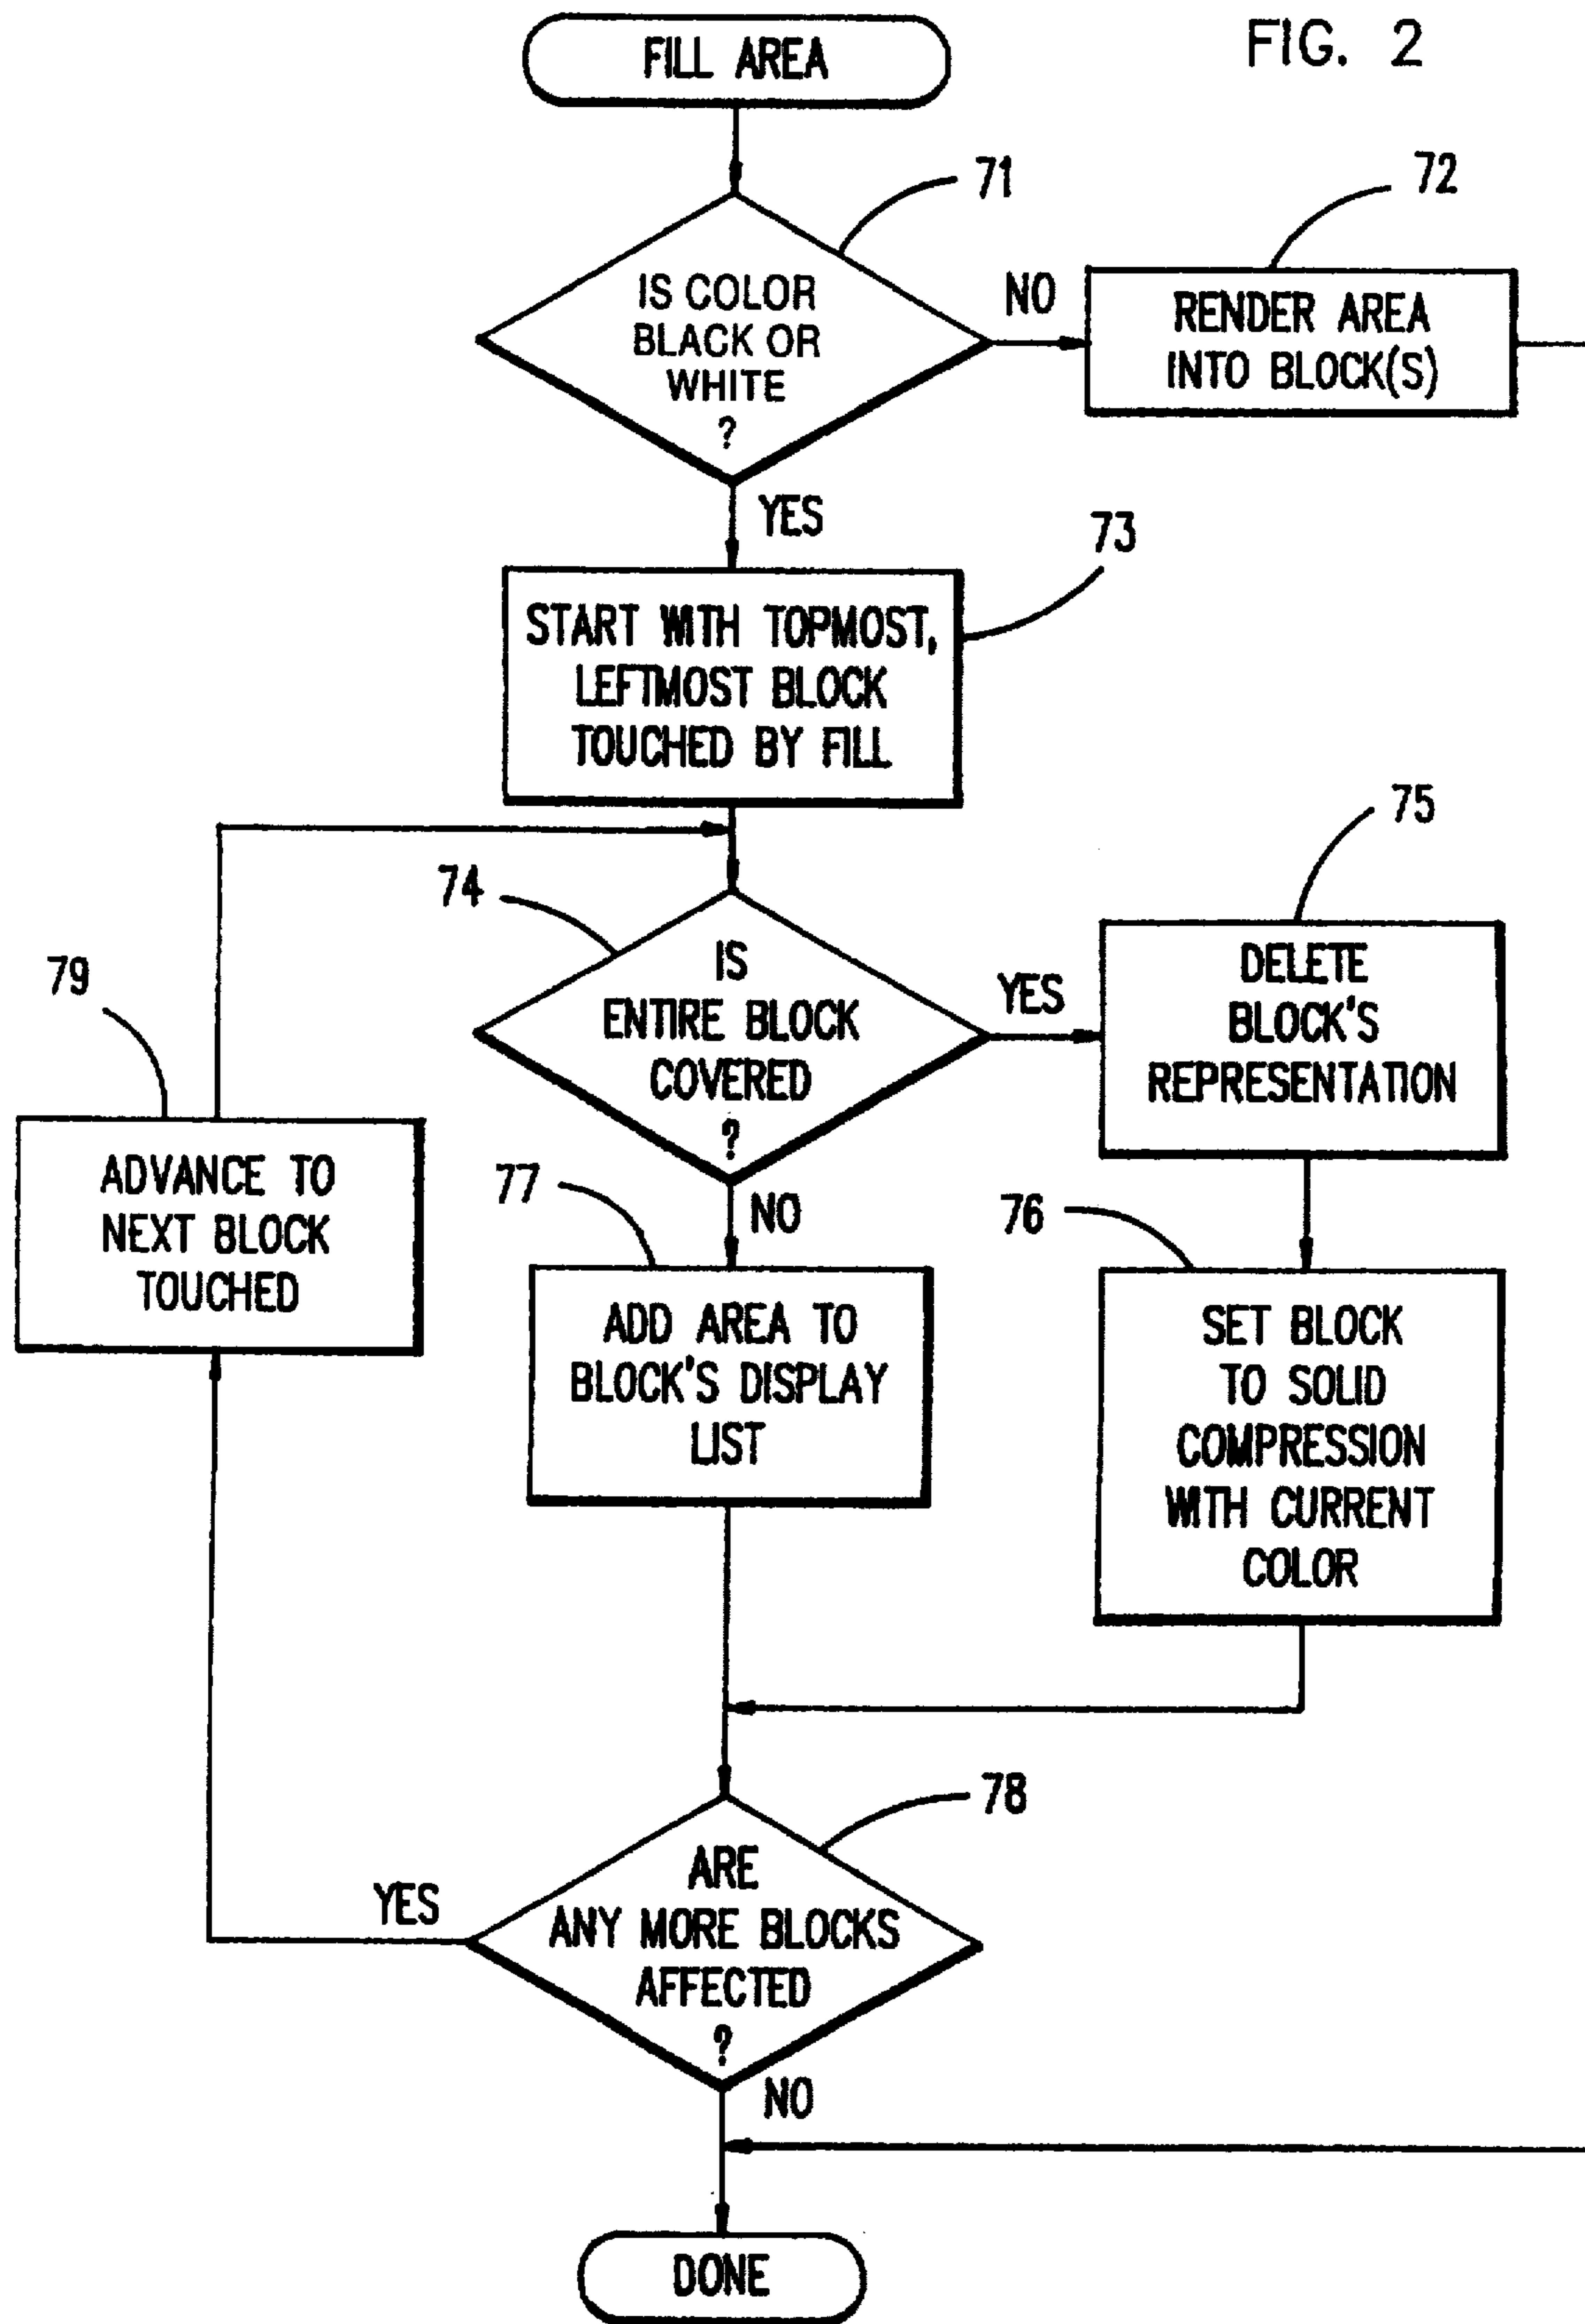 FIG. 2
FILL AREA
71
IS COLOR
BLACK OR
WHITE
?
NO
72
RENDER AREA
INTO BLOCK(S)
YES
73
START WITH TOPMOST,
LEFTMOST BLOCK
TOUCHED BY FILL
74
IS
ENTIRE BLOCK
COVERED
?
YES
75
DELETE
BLOCK'S
REPRESENTATION
79
ADVANCE TO
NEXT BLOCK
TOUCHED
NO
77
ADD AREA TO
BLOCK'S DISPLAY
LIST
76
SET BLOCK
TO SOLID
COMPRESSION
WITH CURRENT
COLOR
78
ARE
ANY MORE BLOCKS
AFFECTED
?
YES
NO
DONE